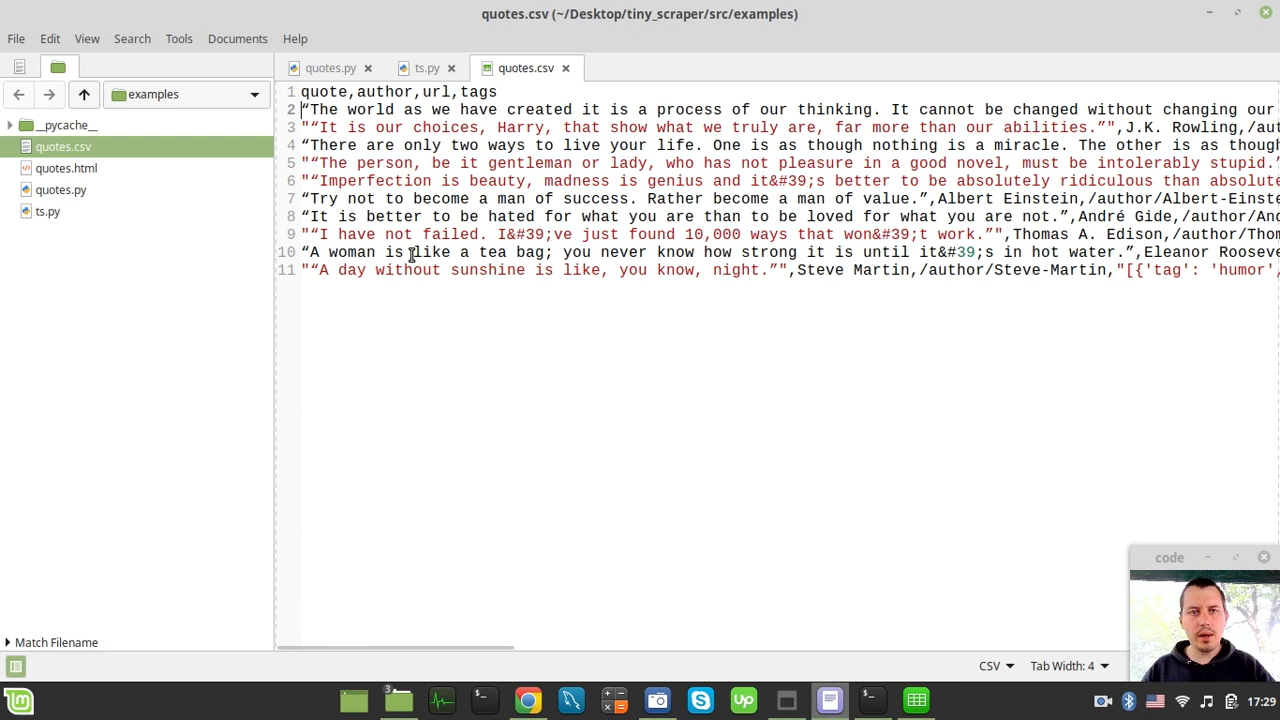 quotes.csv (~/Desktop/tiny_scraper/src/examples)
File Edit View Search Tools Documents Help
quotes.py ts.py quotes.csv
examples
__pycache__
quotes.csv
quotes.html
quotes.py
ts.py
1 quote,author,url,tags
2 “The world as we have created it is a process of our thinking. It cannot be changed without changing our
3 "“It is our choices, Harry, that show what we truly are, far more than our abilities.”",J.K. Rowling,/aut
4 “There are only two ways to live your life. One is as though nothing is a miracle. The other is as though
5 "“The person, be it gentleman or lady, who has not pleasure in a good novel, must be intolerably stupid.”
6 "“Imperfection is beauty, madness is genius and it&#39;s better to be absolutely ridiculous than absolute
7 “Try not to become a man of success. Rather become a man of value.”,Albert Einstein,/author/Albert-Einste
8 “It is better to be hated for what you are than to be loved for what you are not.”,André Gide,/author/And
9 "“I have not failed. I&#39;ve just found 10,000 ways that won&#39;t work.”",Thomas A. Edison,/author/Thom
10 “A woman is like a tea bag; you never know how strong it is until it&#39;s in hot water.”,Eleanor Rooseve
11 "“A day without sunshine is like, you know, night.”",Steve Martin,/author/Steve-Martin,"[{'tag': 'humor',
code
Match Filename
CSV Tab Width: 4
3
Up
17:29